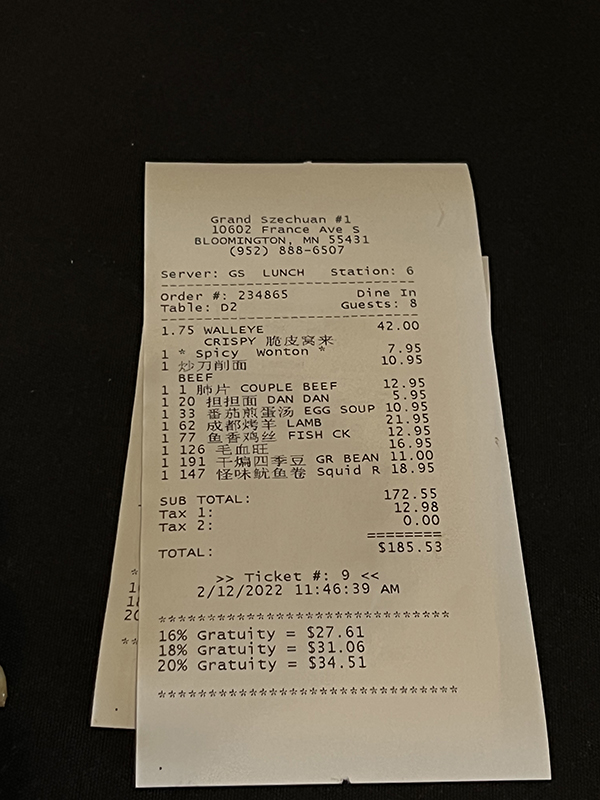 Grand Szechuan #1
10602 France Ave S
BLOOMINGTON, MN 55431
(952) 888-6507
Server: GS LUNCH Station: 6
Order #: 234865 Dine In
Table: D2 Guests: 8
1.75 WALLEYE 42.00
CRISPY 脆皮窝来
1 * Spicy Wonton * 7.95
1 炒刀削面 10.95
BEEF
1 1 肺片 COUPLE BEEF 12.95
1 20 担担面 DAN DAN 5.95
1 33 番茄煎蛋汤 EGG SOUP 10.95
1 62 成都烤羊 LAMB 21.95
1 77 鱼香鸡丝 FISH CK 12.95
1 126 毛血旺 16.95
1 191 干煸四季豆 GR BEAN 11.00
1 147 怪味鱿鱼卷 Squid R 18.95
SUB TOTAL: 172.55
Tax 1: 12.98
Tax 2: 0.00
========
TOTAL: $185.53
>> Ticket #: 9 <<
2/12/2022 11:46:39 AM
******************************
16% Gratuity = $27.61
18% Gratuity = $31.06
20% Gratuity = $34.51
******************************